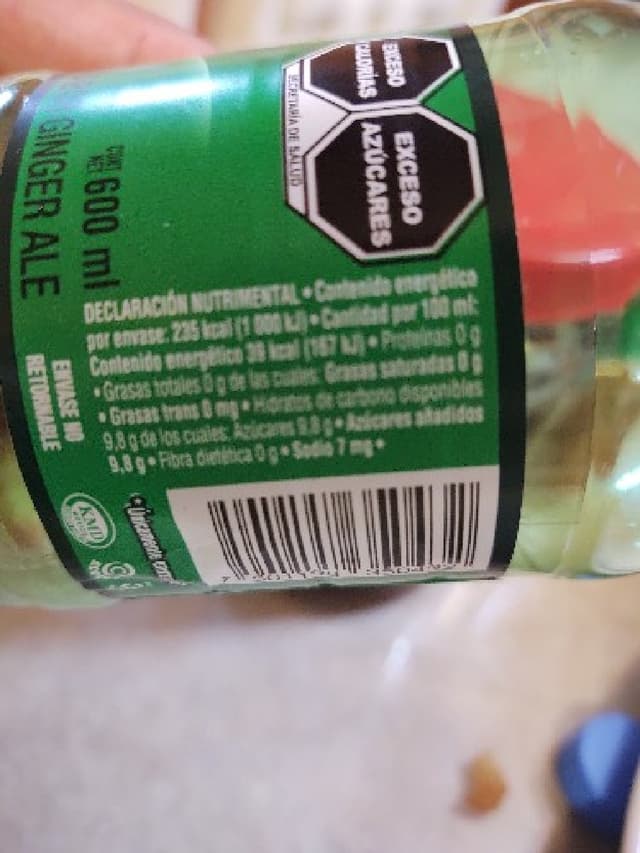 EXCESO
CALORÍAS
EXCESO
AZÚCARES
SECRETARÍA DE SALUD
GINGER ALE
CONT.
NET.
600 ml
ENVASE NO
RETORNABLE
DECLARACIÓN NUTRIMENTAL • Contenido energético
por envase: 235 kcal (1 000 kJ) • Cantidad por 100 ml:
Contenido energético 39 kcal (167 kJ) • Proteínas 0 g
• Grasas totales 0 g de las cuales: Grasas saturadas 0 g
• Grasas trans 0 mg • Hidratos de carbono disponibles
9,8 g de los cuales: Azúcares 9,8 g • Azúcares añadidos
9,8 g • Fibra dietética 0 g • Sodio 7 mg •
KMD